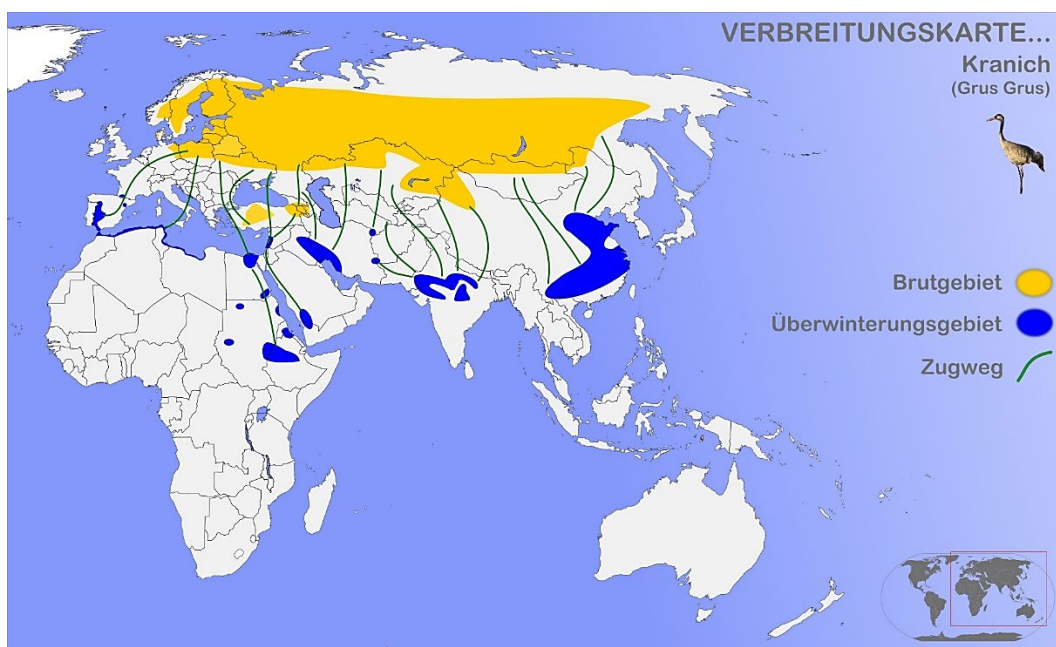 VERBREITUNGSKARTE...
Kranich
(Grus Grus)
Brutgebiet
Überwinterungsgebiet
Zugweg